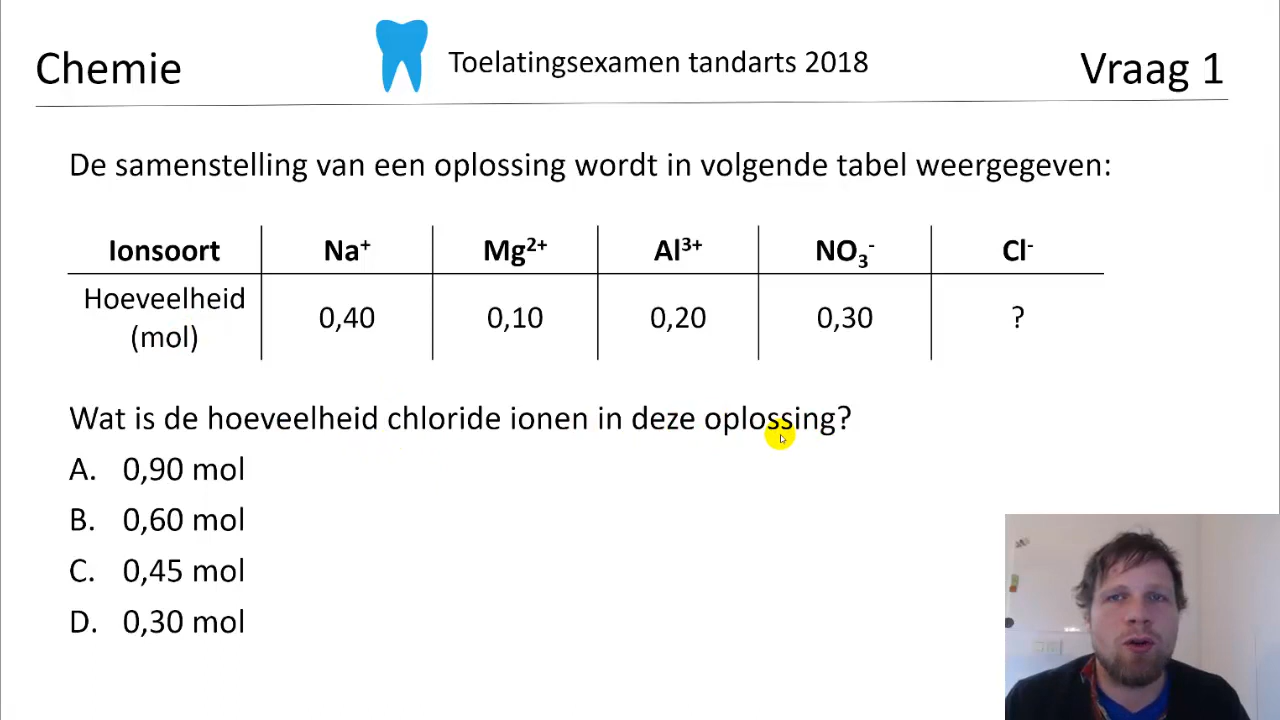 Chemie
Toelatingsexamen tandarts 2018
Vraag 1
De samenstelling van een oplossing wordt in volgende tabel weergegeven:
Ionsoort Na⁺ Mg²⁺ Al³⁺ NO₃⁻ Cl⁻
Hoeveelheid (mol) 0,40 0,10 0,20 0,30 ?
Wat is de hoeveelheid chloride ionen in deze oplossing?
A. 0,90 mol
B. 0,60 mol
C. 0,45 mol
D. 0,30 mol